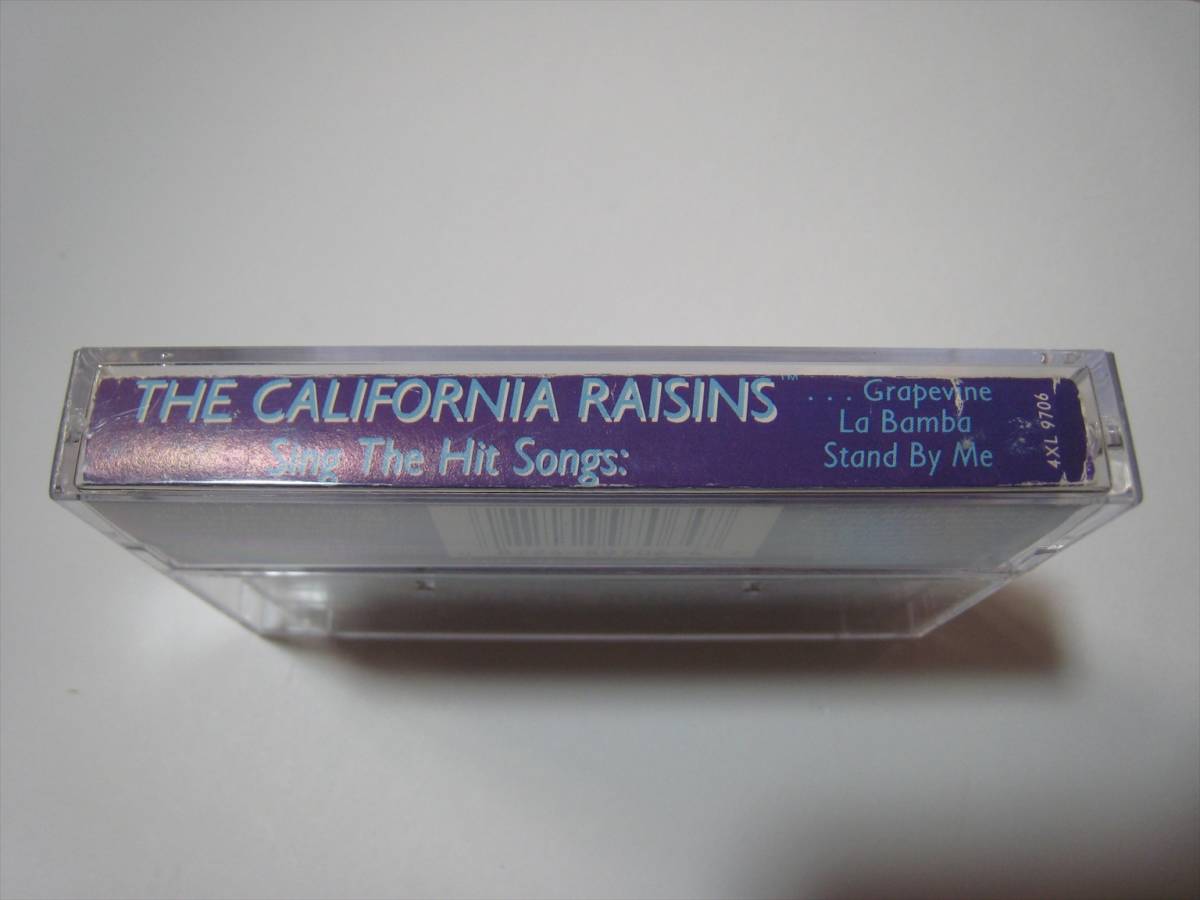 THE CALIFORNIA RAISINS™
Sing The Hit Songs:
. . . Grapevine
La Bamba
Stand By Me
4XL 9706